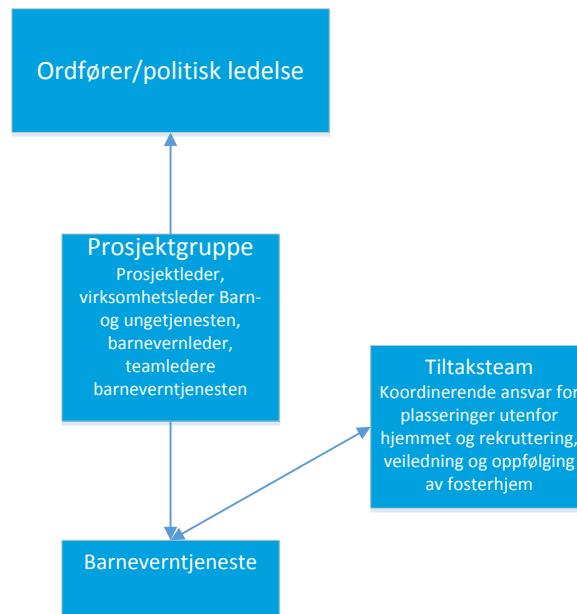 Ordfører/politisk ledelse
Prosjektgruppe
Prosjektleder,
virksomhetsleder Barn-
og ungetjenesten,
barnevernleder,
teamledere
barneverntjenesten
Tiltaksteam
Koordinerende ansvar for
plasseringer utenfor
hjemmet og rekruttering,
veiledning og oppfølging
av fosterhjem
Barneverntjeneste